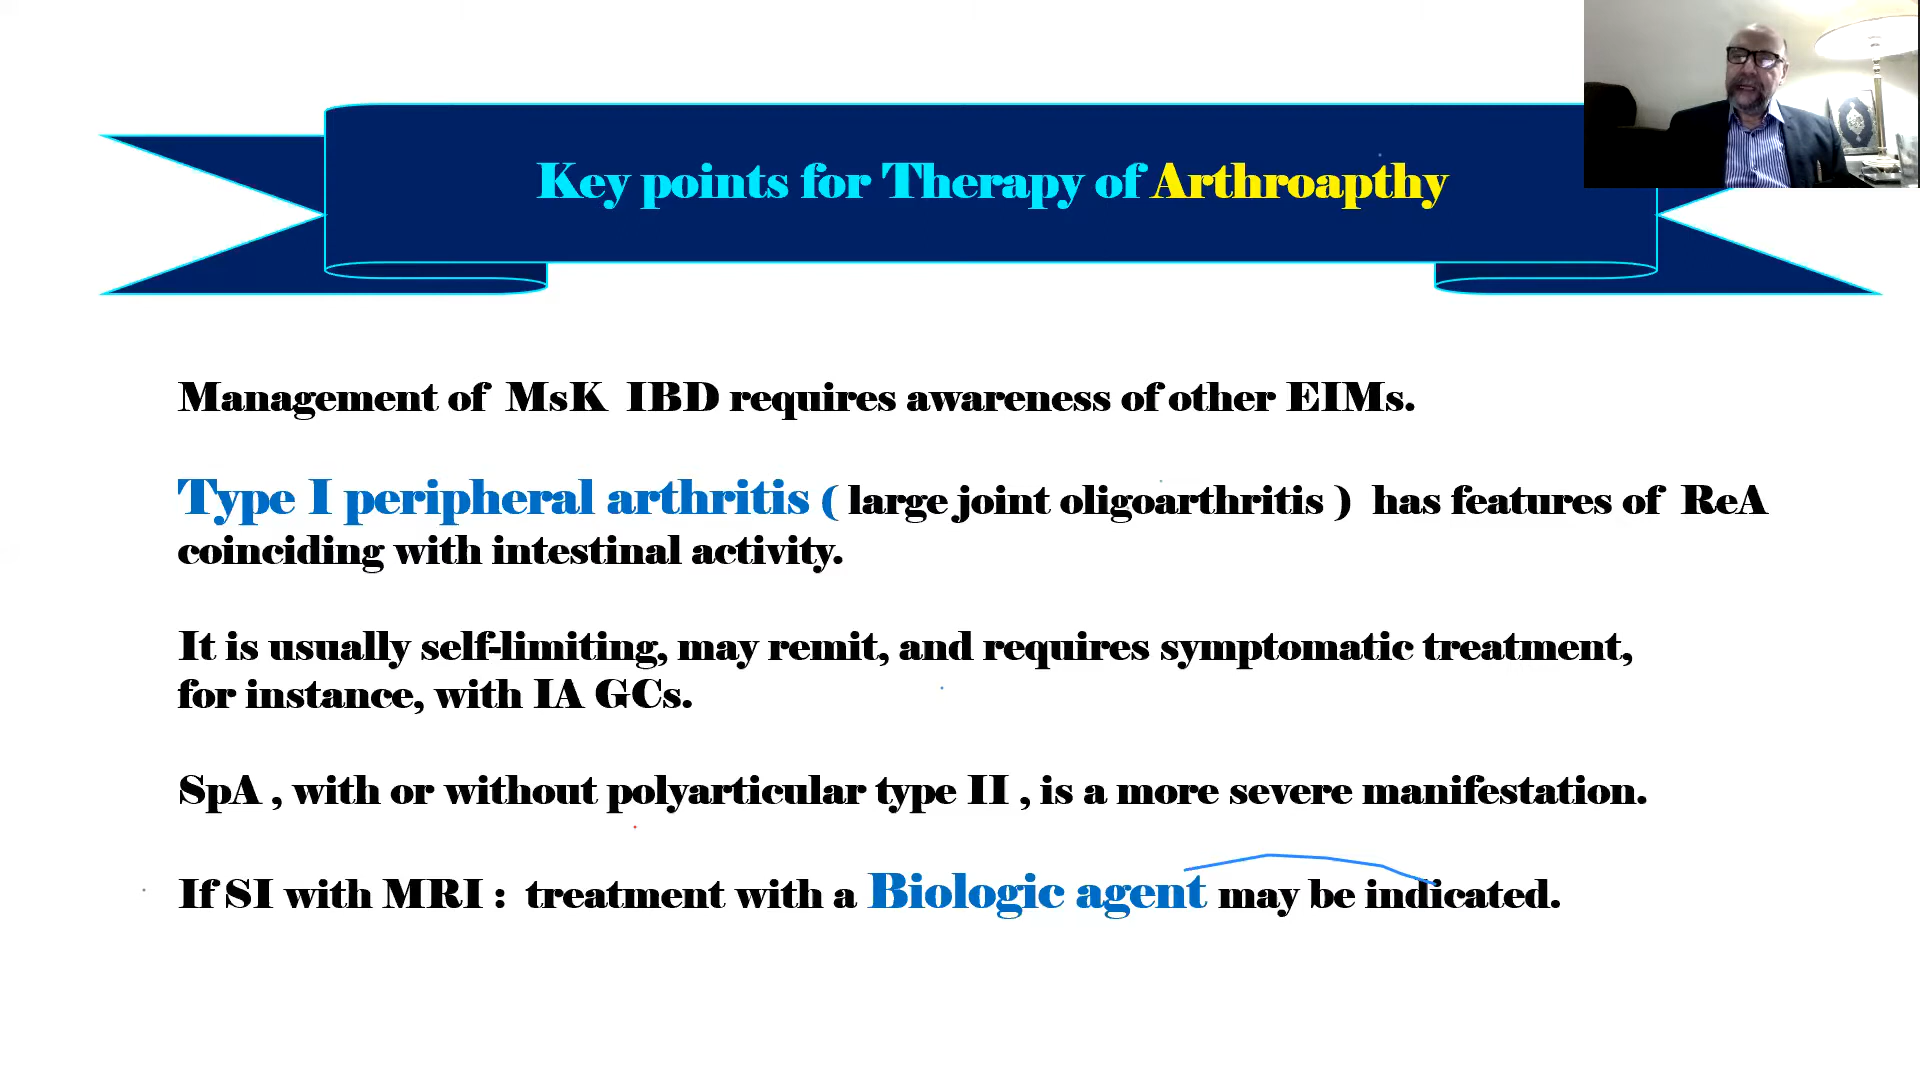 Key points for Therapy of Arthroapthy
Management of MsK IBD requires awareness of other EIMs.
Type I peripheral arthritis ( large joint oligoarthritis ) has features of ReA
coinciding with intestinal activity.
It is usually self-limiting, may remit, and requires symptomatic treatment,
for instance, with IA GCs.
SpA , with or without polyarticular type II , is a more severe manifestation.
If SI with MRI : treatment with a Biologic agent may be indicated.